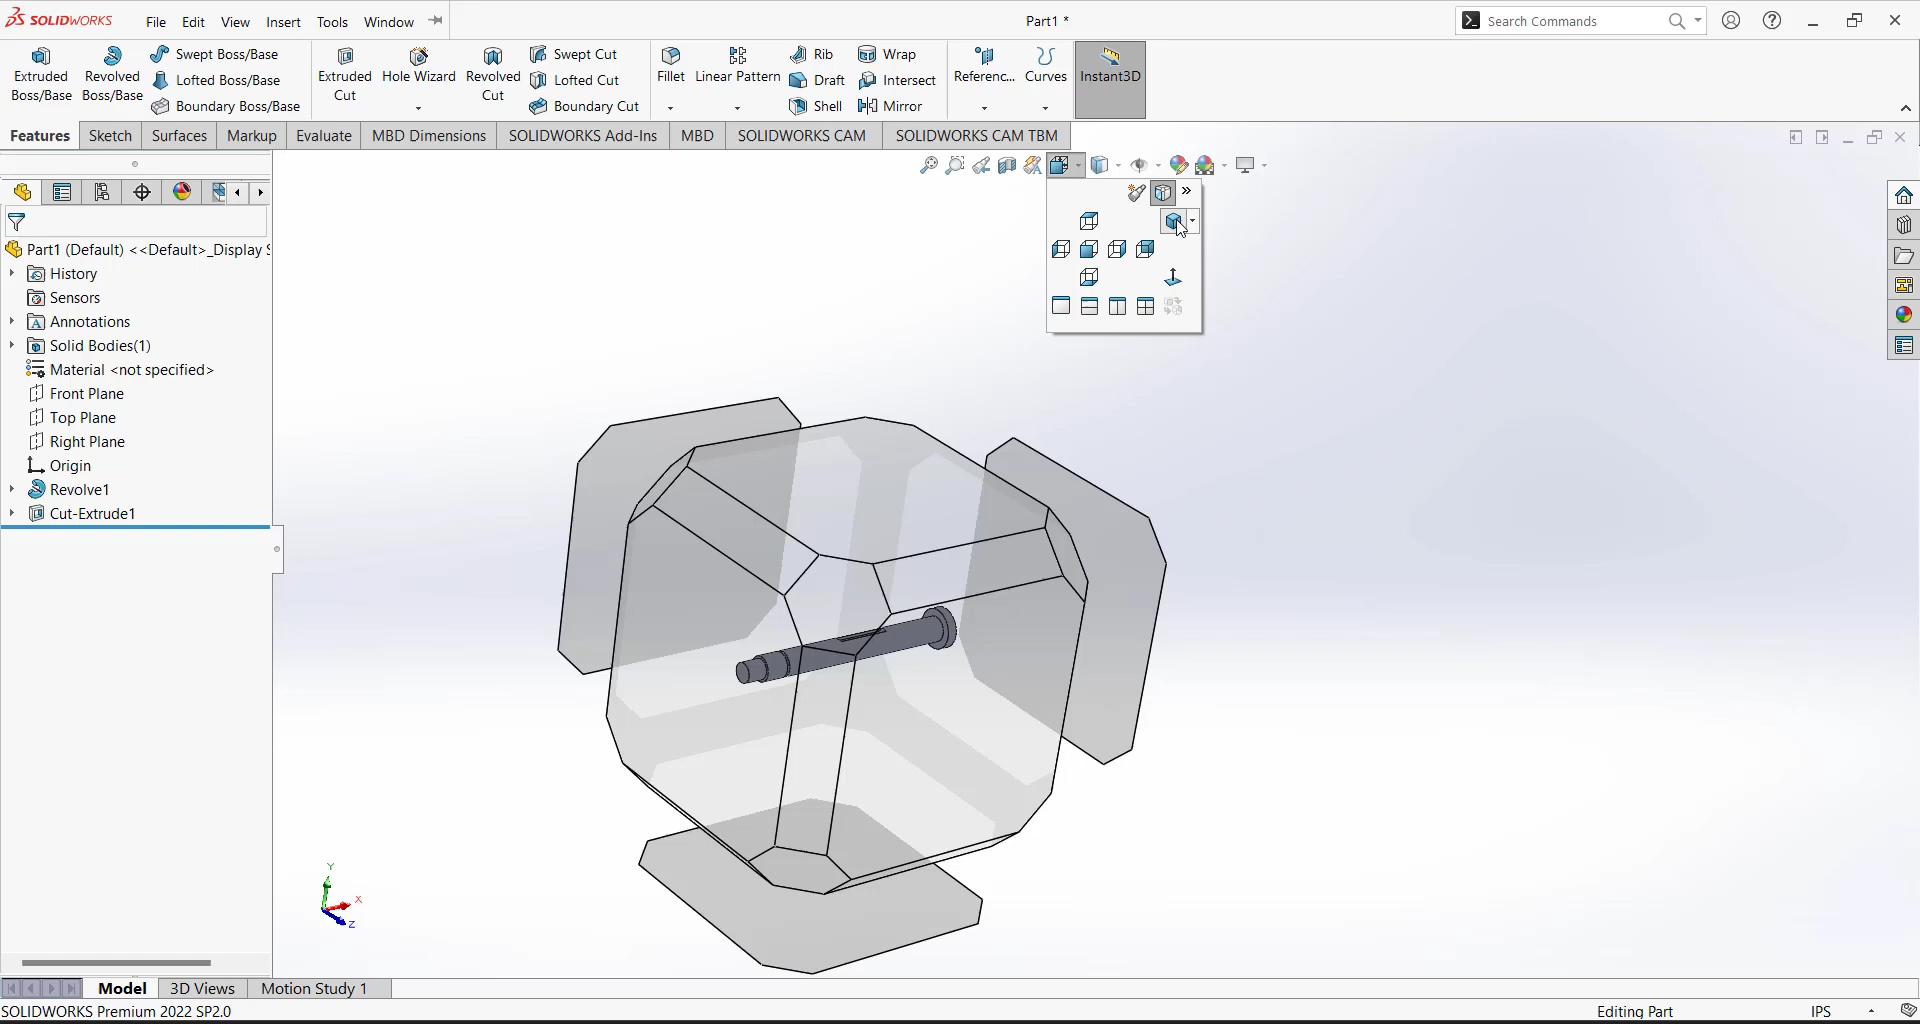 SOLIDWORKS File Edit View Insert Tools Window Part1 * Search Commands
Extruded Boss/Base
Revolved Boss/Base
Swept Boss/Base
Lofted Boss/Base
Boundary Boss/Base
Extruded Cut
Hole Wizard
Revolved Cut
Swept Cut
Lofted Cut
Boundary Cut
Fillet
Linear Pattern
Rib
Draft
Shell
Wrap
Intersect
Mirror
Referenc...
Curves
Instant3D
Features Sketch Surfaces Markup Evaluate MBD Dimensions SOLIDWORKS Add-Ins MBD SOLIDWORKS CAM SOLIDWORKS CAM TBM
Part1 (Default) <<Default>_Display S
History
Sensors
Annotations
Solid Bodies(1)
Material <not specified>
Front Plane
Top Plane
Right Plane
Origin
Revolve1
Cut-Extrude1
Y
X
Z
Model 3D Views Motion Study 1
SOLIDWORKS Premium 2022 SP2.0 Editing Part IPS